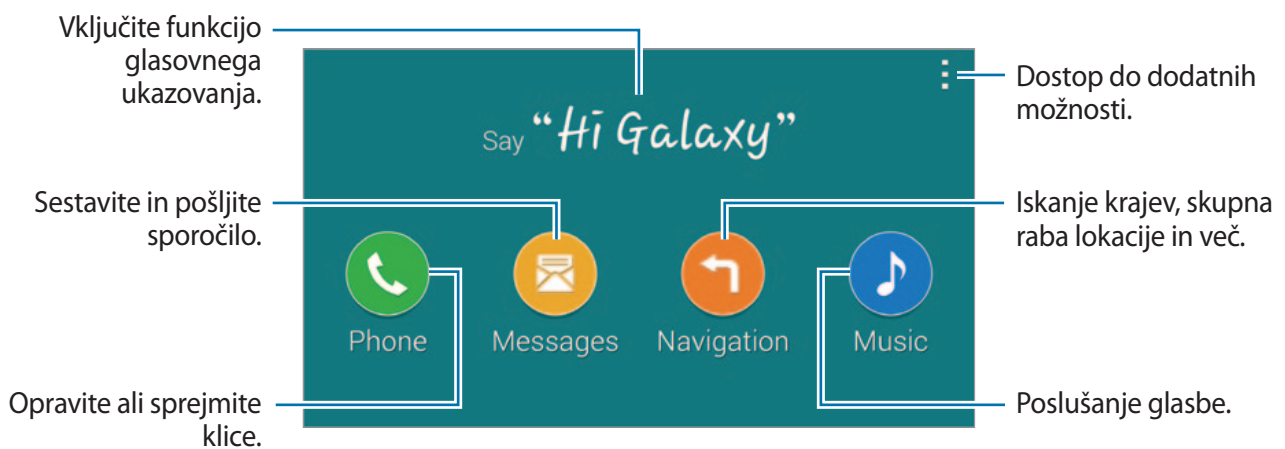 Vključite funkcijo
glasovnega
ukazovanja.
Dostop do dodatnih
možnosti.
Say “Hi Galaxy”
Sestavite in pošljite
sporočilo.
Iskanje krajev, skupna
raba lokacije in več.
Phone
Messages
Navigation
Music
Opravite ali sprejmite
klice.
Poslušanje glasbe.